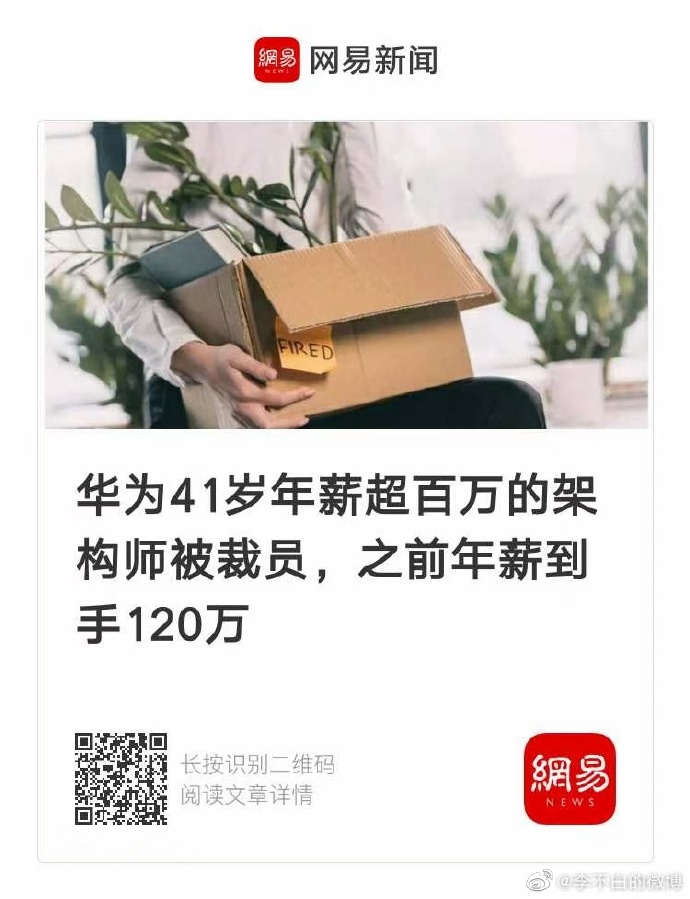 網易
NEWS
网易新闻
FIRED
华为41岁年薪超百万的架
构师被裁员，之前年薪到
手120万
长按识别二维码
阅读文章详情
網易
NEWS
@李不白的微博